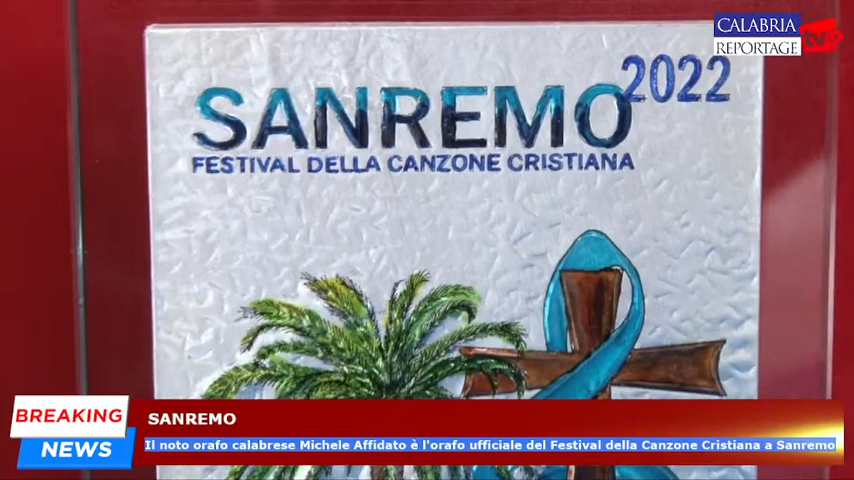 CALABRIA
REPORTAGE tv
SANREMO 2022
FESTIVAL DELLA CANZONE CRISTIANA
BREAKING
NEWS
SANREMO
Il noto orafo calabrese Michele Affidato è l'orafo ufficiale del Festival della Canzone Cristiana a Sanremo